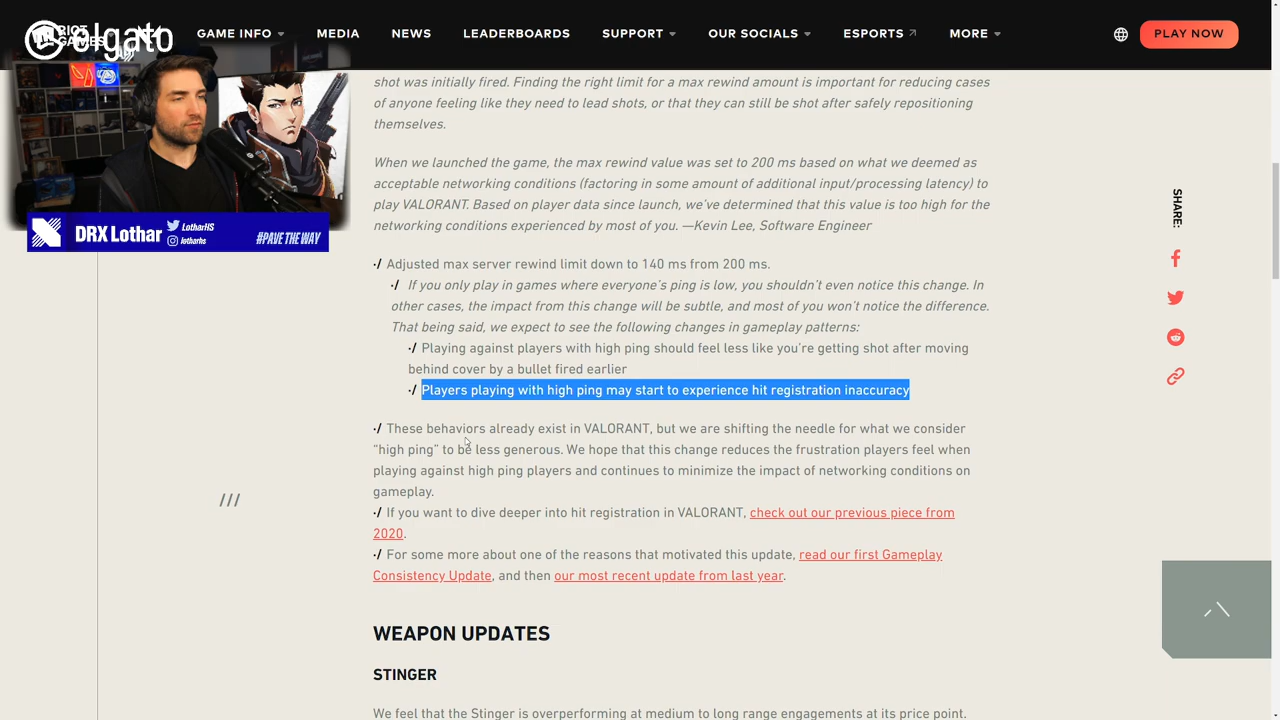 RIOT
GAMES
elgato
GAME INFO
MEDIA
NEWS
LEADERBOARDS
SUPPORT
OUR SOCIALS
ESPORTS
MORE
PLAY NOW
shot was initially fired. Finding the right limit for a max rewind amount is important for reducing cases
of anyone feeling like they need to lead shots, or that they can still be shot after safely repositioning
themselves.
When we launched the game, the max rewind value was set to 200 ms based on what we deemed as
acceptable networking conditions (factoring in some amount of additional input/processing latency) to
play VALORANT. Based on player data since launch, we've determined that this value is too high for the
networking conditions experienced by most of you. —Kevin Lee, Software Engineer
DRX Lothar
LotharHS
lotharhs
#PAVE THE WAY
SHARE:
Adjusted max server rewind limit down to 140 ms from 200 ms.
If you only play in games where everyone's ping is low, you shouldn't even notice this change. In
other cases, the impact from this change will be subtle, and most of you won't notice the difference.
That being said, we expect to see the following changes in gameplay patterns:
Playing against players with high ping should feel less like you're getting shot after moving
behind cover by a bullet fired earlier
Players playing with high ping may start to experience hit registration inaccuracy
These behaviors already exist in VALORANT, but we are shifting the needle for what we consider
“high ping” to be less generous. We hope that this change reduces the frustration players feel when
playing against high ping players and continues to minimize the impact of networking conditions on
gameplay.
If you want to dive deeper into hit registration in VALORANT, check out our previous piece from
2020.
For some more about one of the reasons that motivated this update, read our first Gameplay
Consistency Update, and then our most recent update from last year.
///
WEAPON UPDATES
STINGER
We feel that the Stinger is overperforming at medium to long range engagements at its price point.